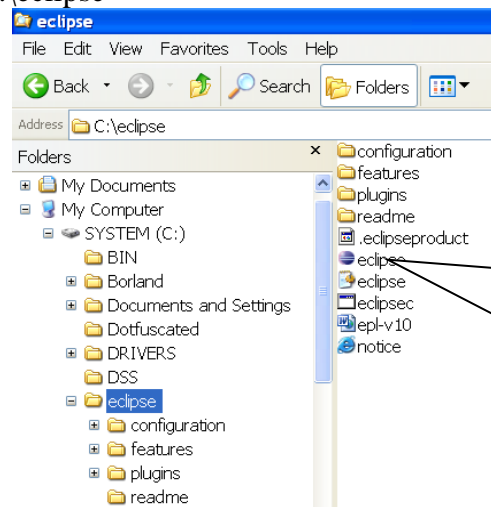 :\eclipse
eclipse
File Edit View Favorites Tools Help
Back Search Folders
Address C:\eclipse
Folders
My Documents
My Computer
SYSTEM (C:)
BIN
Borland
Documents and Settings
Dotfuscated
DRIVERS
DSS
eclipse
configuration
features
plugins
readme
configuration
features
plugins
readme
.eclipseproduct
eclipse
eclipse
eclipsec
epl-v10
notice